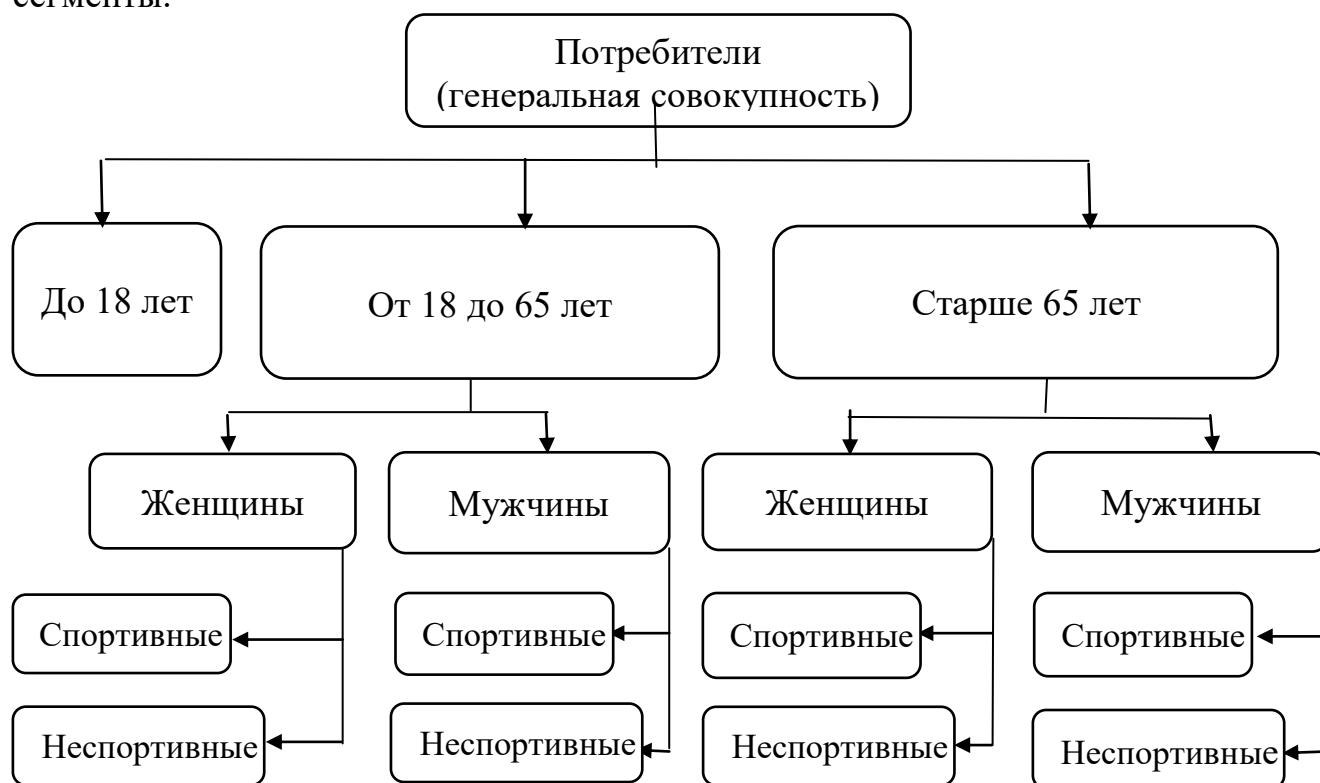 сегменты.
Потребители
(генеральная совокупность)
До 18 лет
От 18 до 65 лет
Старше 65 лет
Женщины
Мужчины
Женщины
Мужчины
Спортивные
Спортивные
Спортивные
Спортивные
Неспортивные
Неспортивные
Неспортивные
Неспортивные